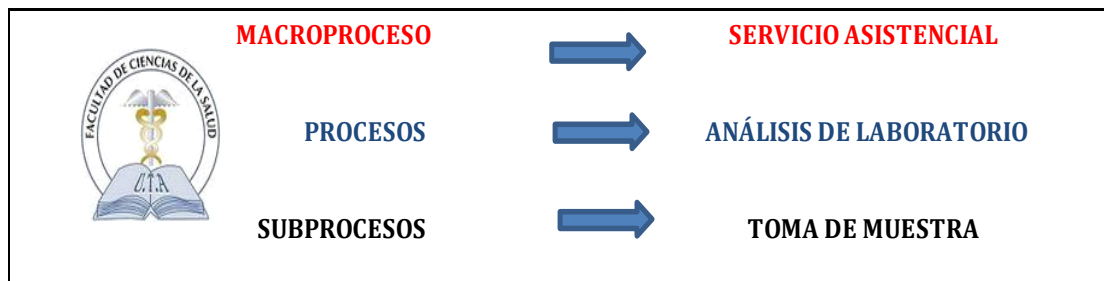 MACROPROCESO SERVICIO ASISTENCIAL
FACULTAD DE CIENCIAS DE LA SALUD
PROCESOS ANÁLISIS DE LABORATORIO
U.T.A
SUBPROCESOS TOMA DE MUESTRA